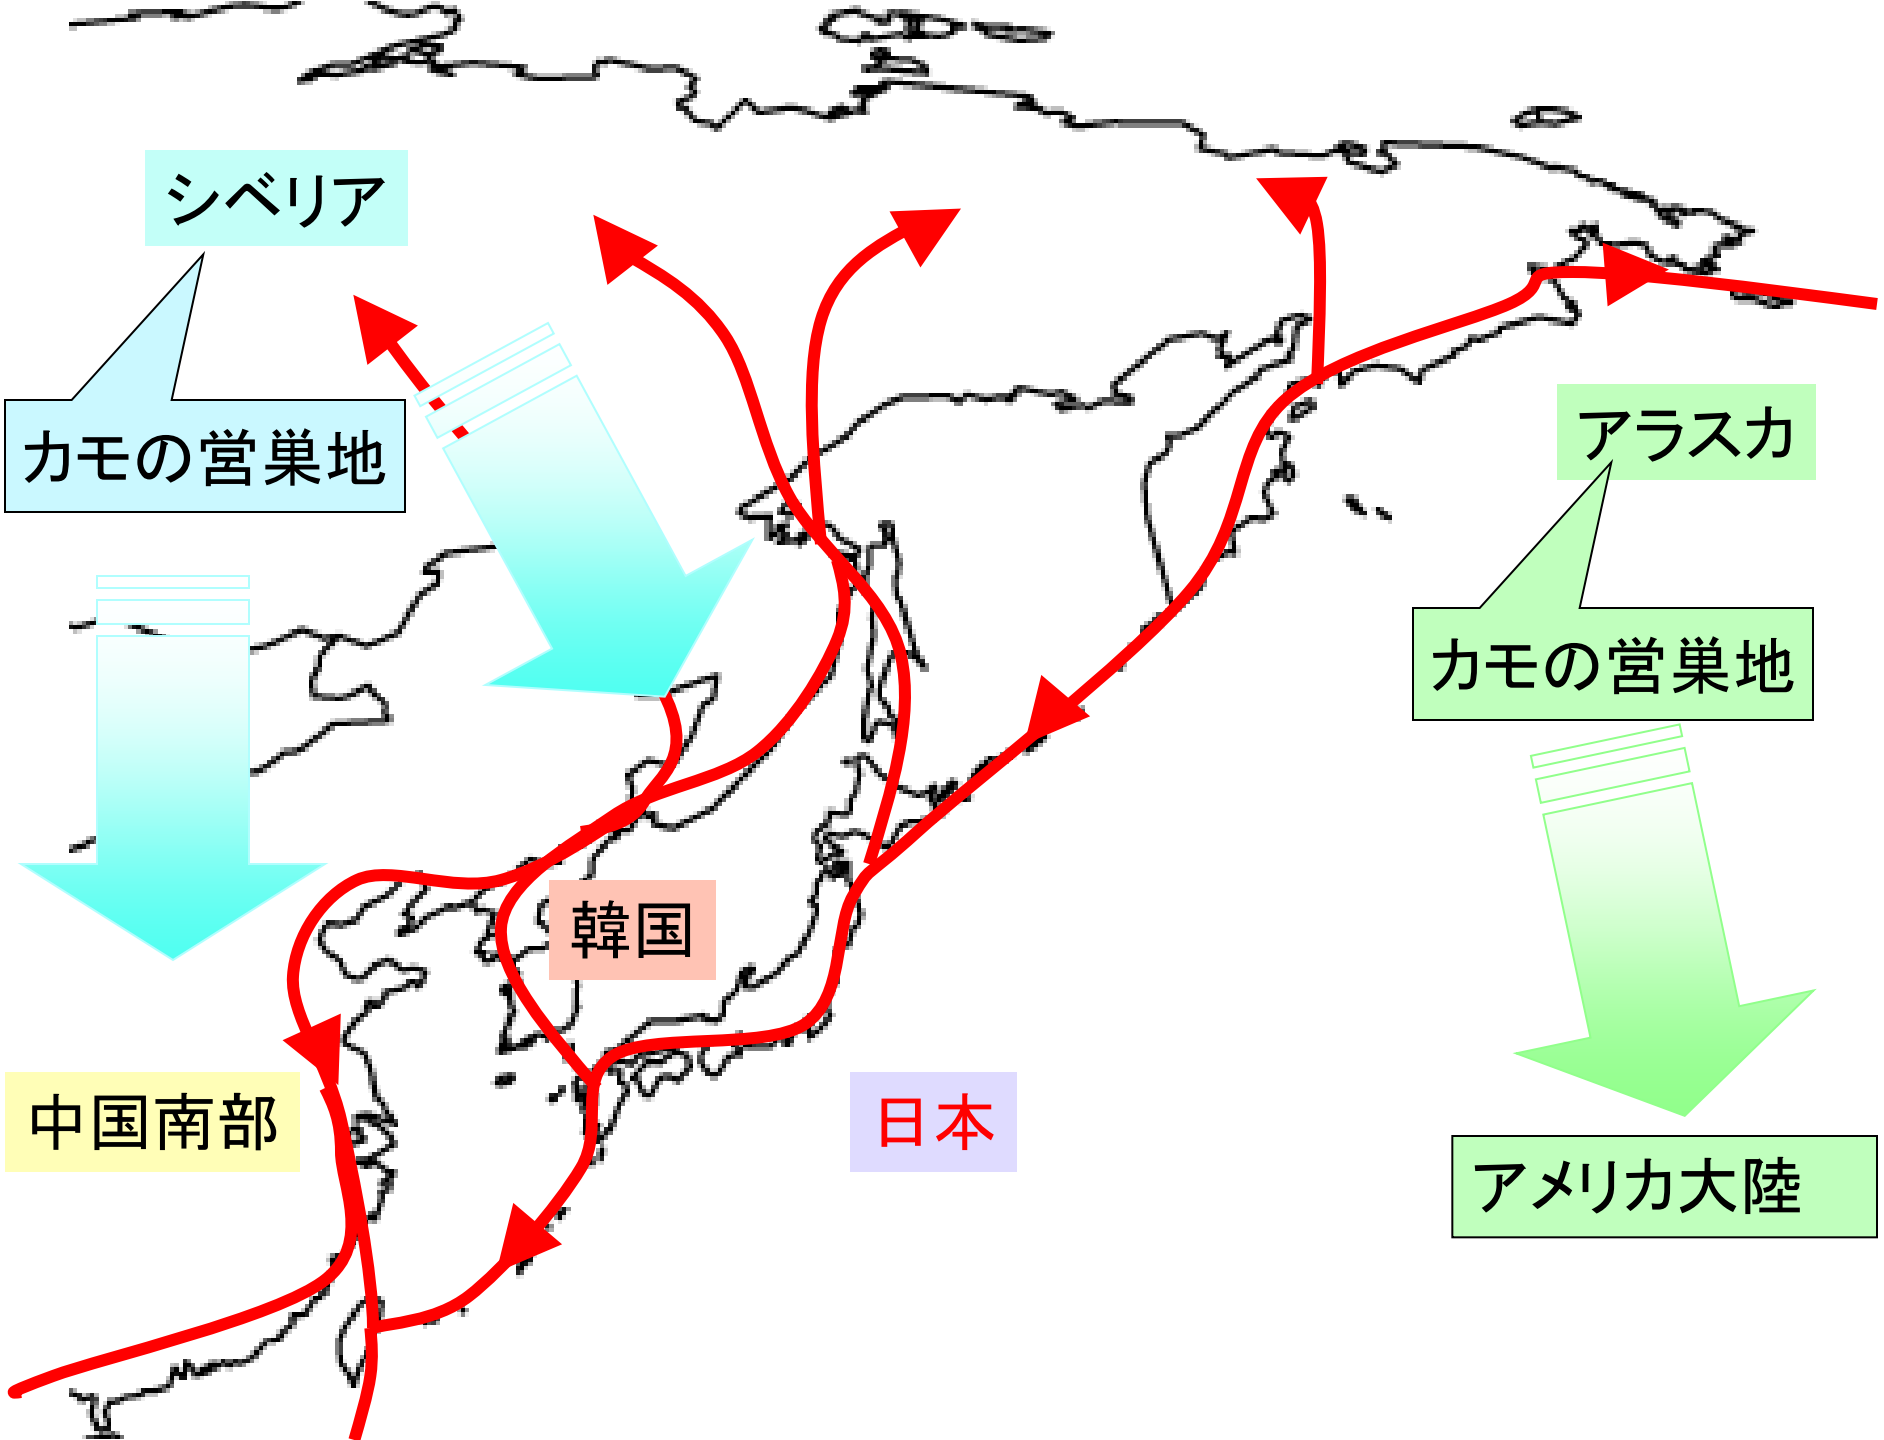 シベリア
カモの営巣地
アラスカ
カモの営巣地
韓国
中国南部
日本
アメリカ大陸